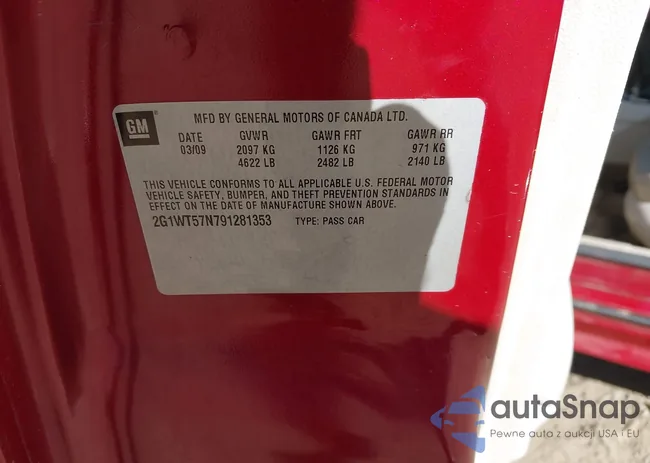 GM
MFD BY GENERAL MOTORS OF CANADA LTD.
DATE GVWR GAWR FRT GAWR RR
03/09 2097 KG 1126 KG 971 KG
4622 LB 2482 LB 2140 LB
THIS VEHICLE CONFORMS TO ALL APPLICABLE U.S. FEDERAL MOTOR
VEHICLE SAFETY, BUMPER, AND THEFT PREVENTION STANDARDS IN
EFFECT ON THE DATE OF MANUFACTURE SHOWN ABOVE.
2G1WT57N791281353 TYPE: PASS CAR
autaSnap
Pewne auta z aukcji USA i EU